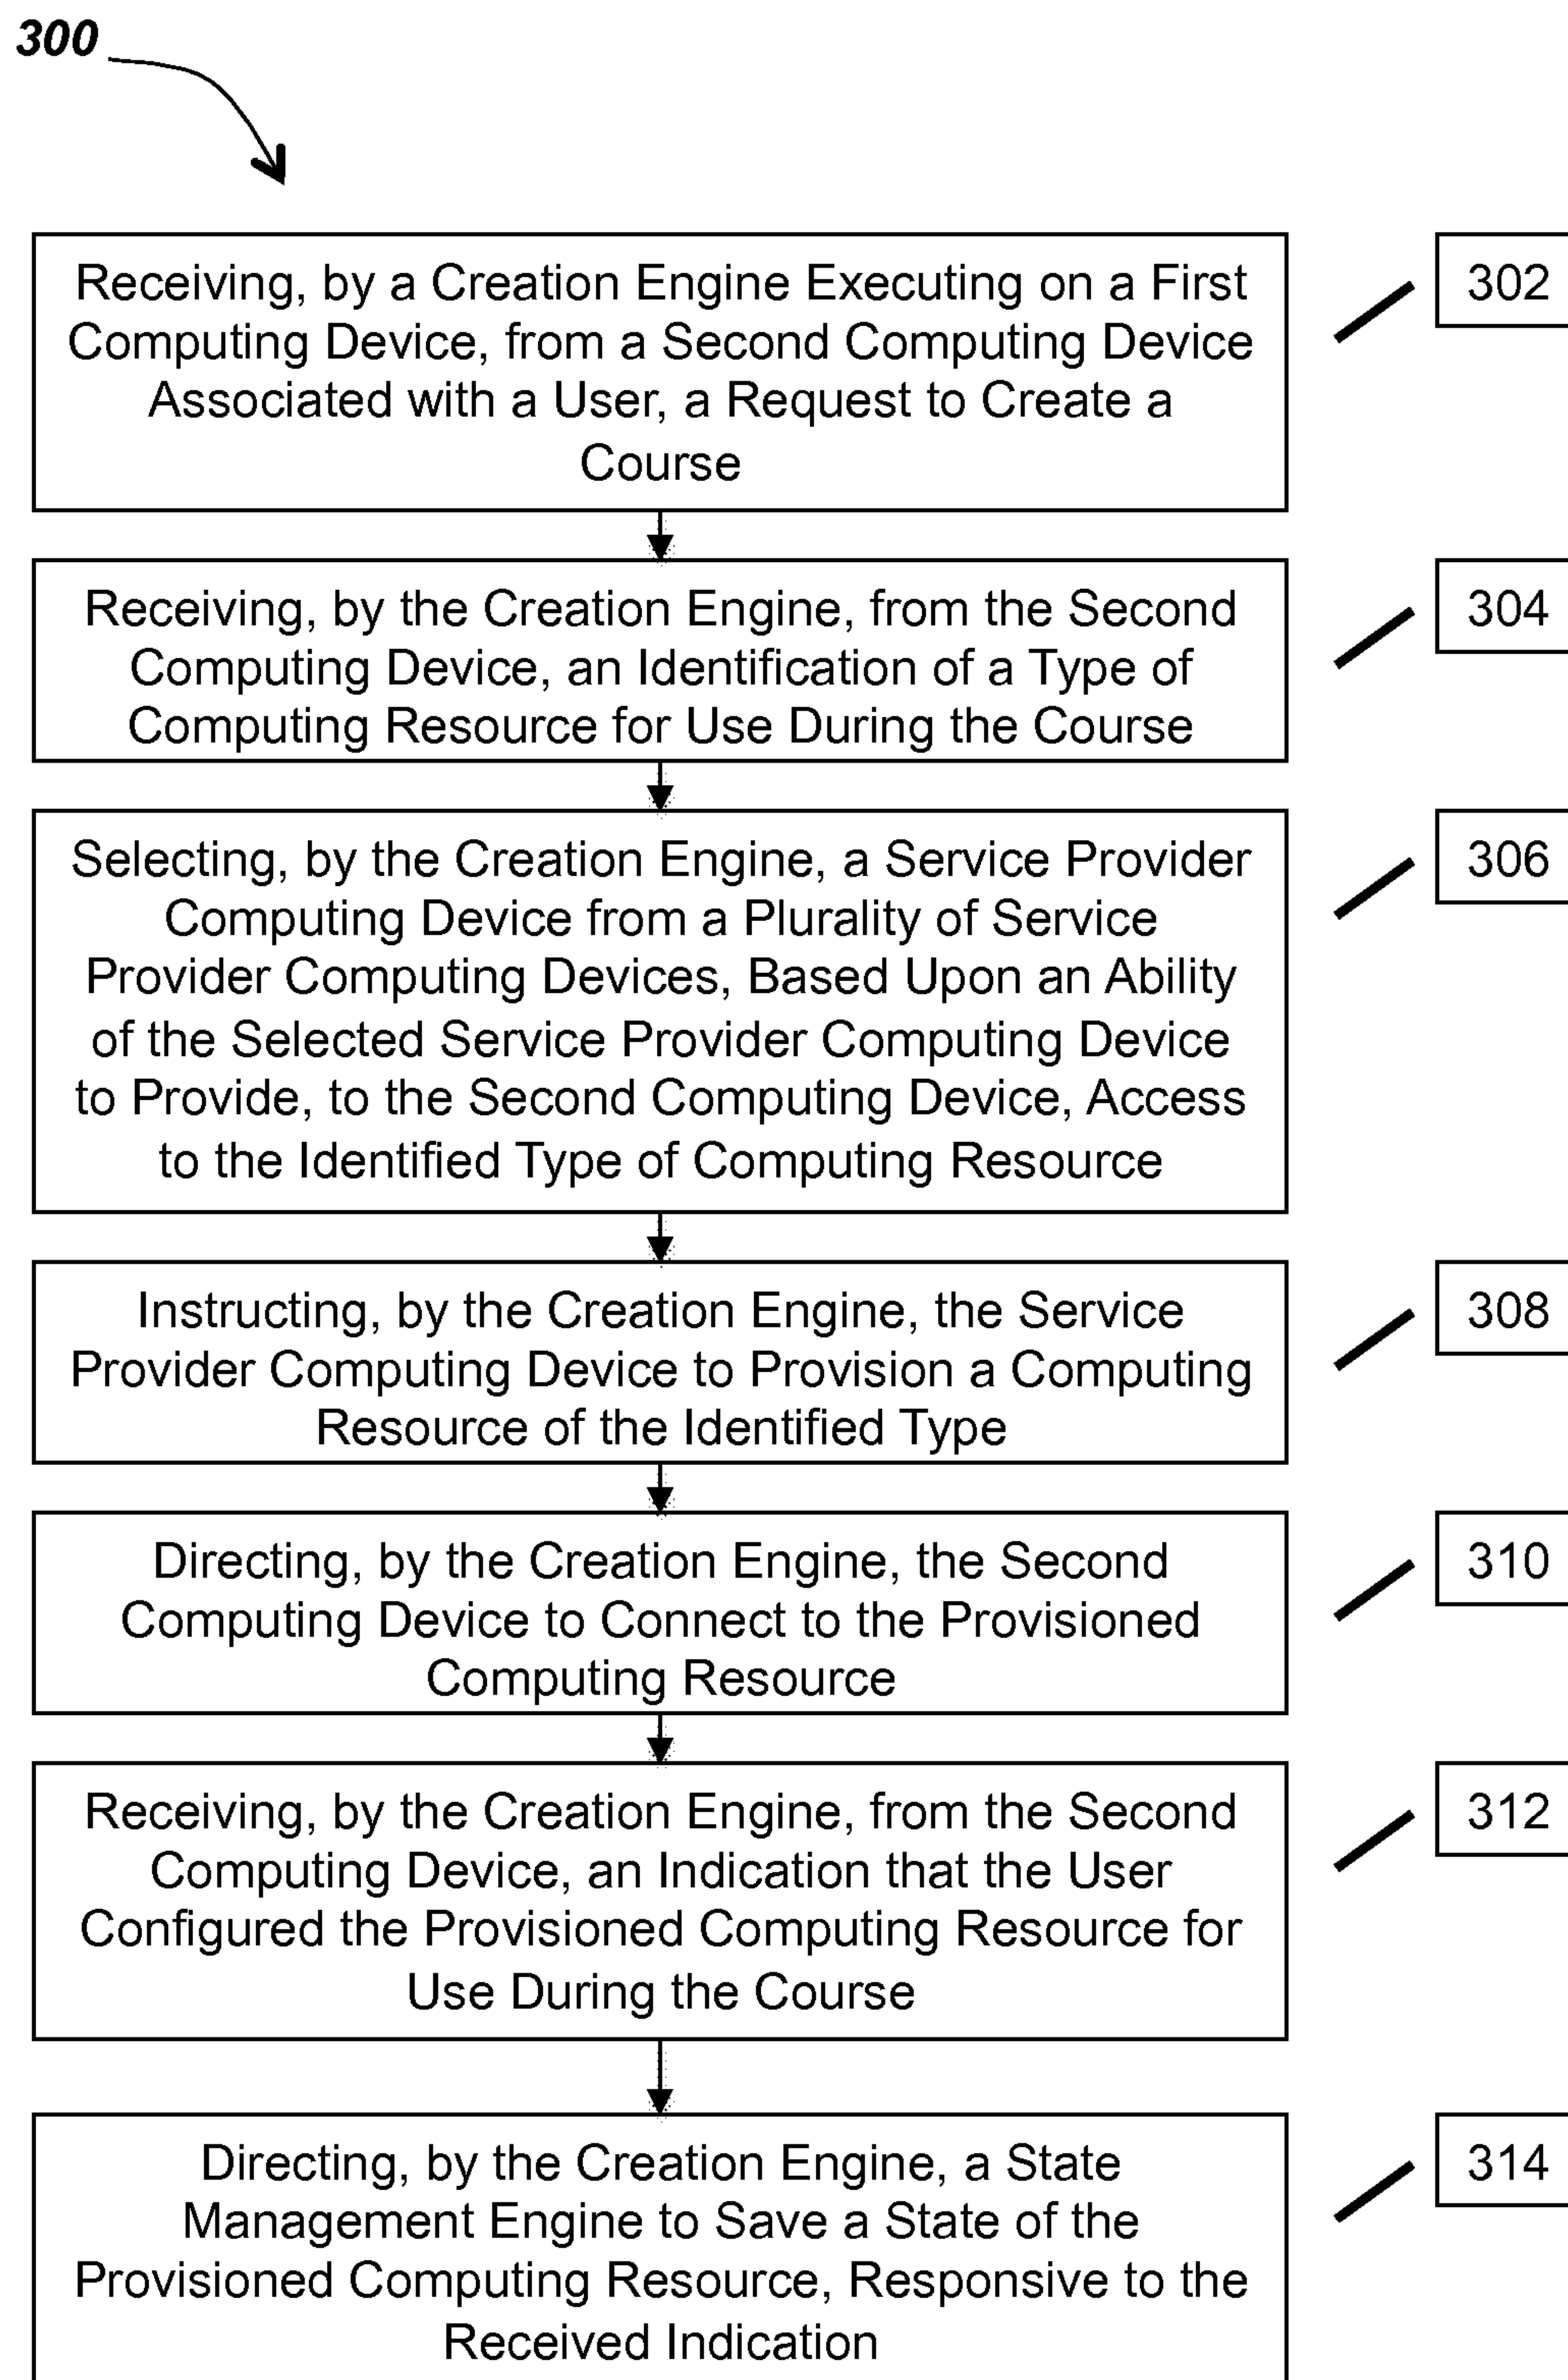 300
Receiving, by a Creation Engine Executing on a First
Computing Device, from a Second Computing Device
Associated with a User, a Request to Create a
Course
302
Receiving, by the Creation Engine, from the Second
Computing Device, an Identification of a Type of
Computing Resource for Use During the Course
304
Selecting, by the Creation Engine, a Service Provider
Computing Device from a Plurality of Service
Provider Computing Devices, Based Upon an Ability
of the Selected Service Provider Computing Device
to Provide, to the Second Computing Device, Access
to the Identified Type of Computing Resource
306
Instructing, by the Creation Engine, the Service
Provider Computing Device to Provision a Computing
Resource of the Identified Type
308
Directing, by the Creation Engine, the Second
Computing Device to Connect to the Provisioned
Computing Resource
310
Receiving, by the Creation Engine, from the Second
Computing Device, an Indication that the User
Configured the Provisioned Computing Resource for
Use During the Course
312
Directing, by the Creation Engine, a State
Management Engine to Save a State of the
Provisioned Computing Resource, Responsive to the
Received Indication
314